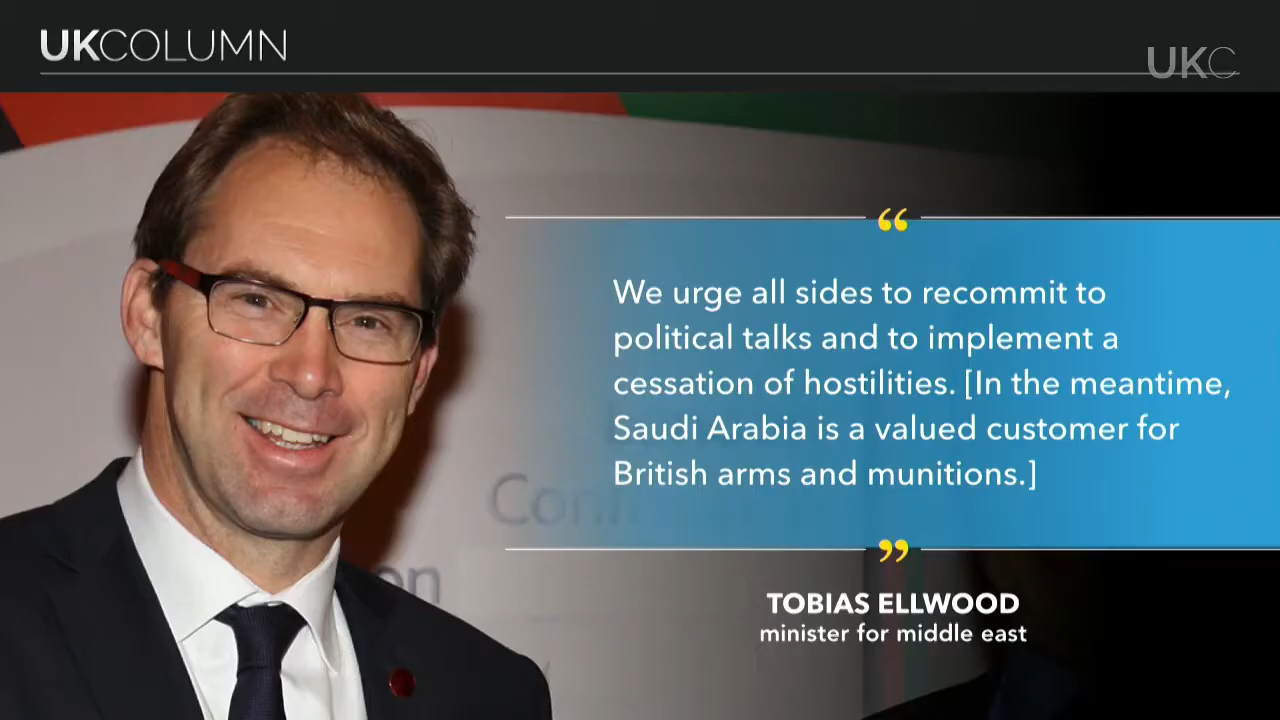 UKCOLUMN
UKC
“
We urge all sides to recommit to
political talks and to implement a
cessation of hostilities. [In the meantime,
Saudi Arabia is a valued customer for
British arms and munitions.]
”
TOBIAS ELLWOOD
minister for middle east